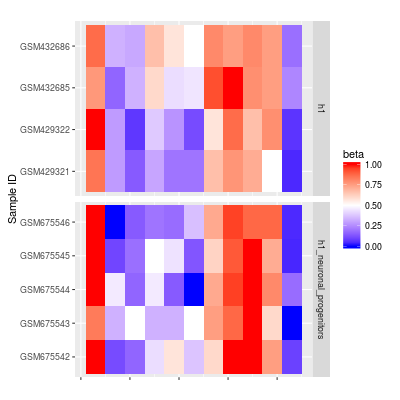 GSM432686
GSM432685
GSM429322
GSM429321
h1
GSM675546
GSM675545
GSM675544
GSM675543
GSM675542
h1_neuronal_progenitors
Sample ID
beta
1.00
0.75
0.50
0.25
0.00